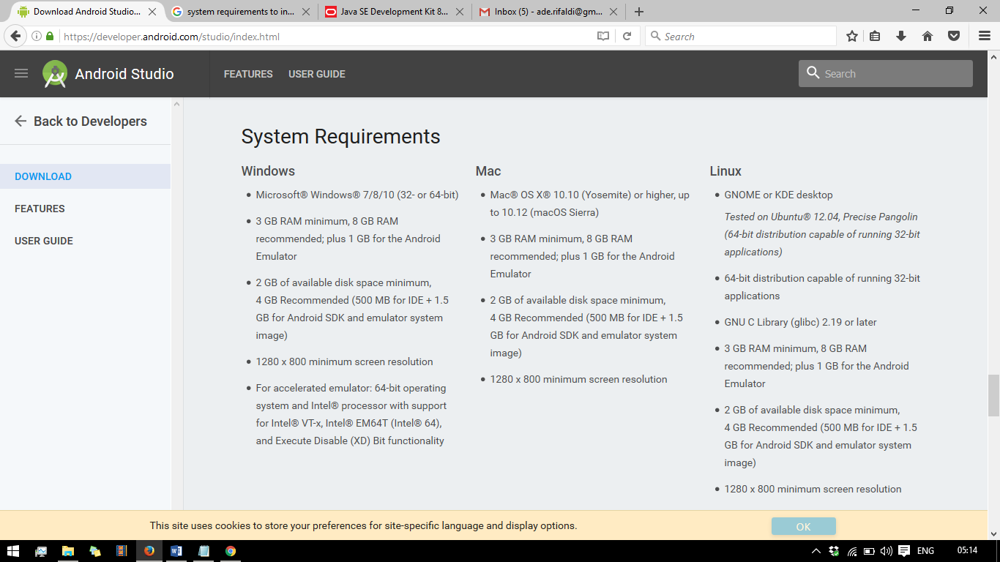 Download Android Studio...
system requirements to in...
Java SE Development Kit 8...
Inbox (5) - ade.rifaldi@gm...
https://developer.android.com/studio/index.html
Search
Android Studio
FEATURES
USER GUIDE
Search
Back to Developers
DOWNLOAD
FEATURES
USER GUIDE
System Requirements
Windows
• Microsoft® Windows® 7/8/10 (32- or 64-bit)
• 3 GB RAM minimum, 8 GB RAM
recommended; plus 1 GB for the Android
Emulator
• 2 GB of available disk space minimum,
4 GB Recommended (500 MB for IDE + 1.5
GB for Android SDK and emulator system
image)
• 1280 x 800 minimum screen resolution
• For accelerated emulator: 64-bit operating
system and Intel® processor with support
for Intel® VT-x, Intel® EM64T (Intel® 64),
and Execute Disable (XD) Bit functionality
Mac
• Mac® OS X® 10.10 (Yosemite) or higher, up
to 10.12 (macOS Sierra)
• 3 GB RAM minimum, 8 GB RAM
recommended; plus 1 GB for the Android
Emulator
• 2 GB of available disk space minimum,
4 GB Recommended (500 MB for IDE + 1.5
GB for Android SDK and emulator system
image)
• 1280 x 800 minimum screen resolution
Linux
• GNOME or KDE desktop
Tested on Ubuntu® 12.04, Precise Pangolin
(64-bit distribution capable of running 32-bit
applications)
• 64-bit distribution capable of running 32-bit
applications
• GNU C Library (glibc) 2.19 or later
• 3 GB RAM minimum, 8 GB RAM
recommended; plus 1 GB for the Android
Emulator
• 2 GB of available disk space minimum,
4 GB Recommended (500 MB for IDE + 1.5
GB for Android SDK and emulator system
image)
• 1280 x 800 minimum screen resolution
This site uses cookies to store your preferences for site-specific language and display options.
OK
ENG
05:14